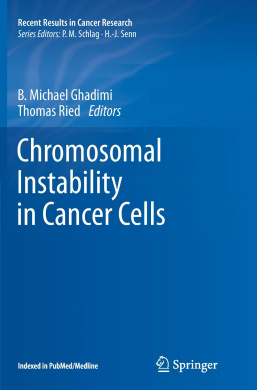 Recent Results in Cancer Research
Series Editors: P. M. Schlag · H.-J. Senn
B. Michael Ghadimi
Thomas Ried Editors
Chromosomal
Instability
in Cancer Cells
Indexed in PubMed/Medline
Springer